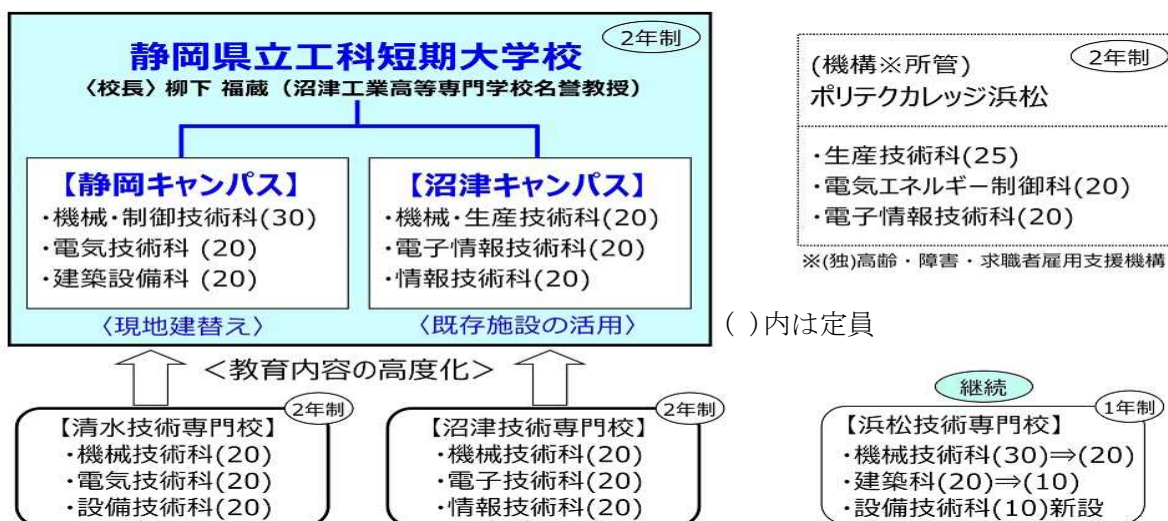 静岡県立工科短期大学校
2年制
〈校長〉柳下 福蔵（沼津工業高等専門学校名誉教授）
【静岡キャンパス】
・機械・制御技術科(30)
・電気技術科 (20)
・建築設備科 (20)
〈現地建替え〉
【沼津キャンパス】
・機械・生産技術科(20)
・電子情報技術科(20)
・情報技術科(20)
〈既存施設の活用〉
(機構※所管)
2年制
ポリテクカレッジ浜松
・生産技術科(25)
・電気エネルギー制御科(20)
・電子情報技術科(20)
※(独)高齢・障害・求職者雇用支援機構
( )内は定員
＜教育内容の高度化＞
2年制
【清水技術専門校】
・機械技術科(20)
・電気技術科(20)
・設備技術科(20)
2年制
【沼津技術専門校】
・機械技術科(20)
・電子技術科(20)
・情報技術科(20)
継続
1年制
【浜松技術専門校】
・機械技術科(30)⇒(20)
・建築科(20)⇒(10)
・設備技術科(10)新設